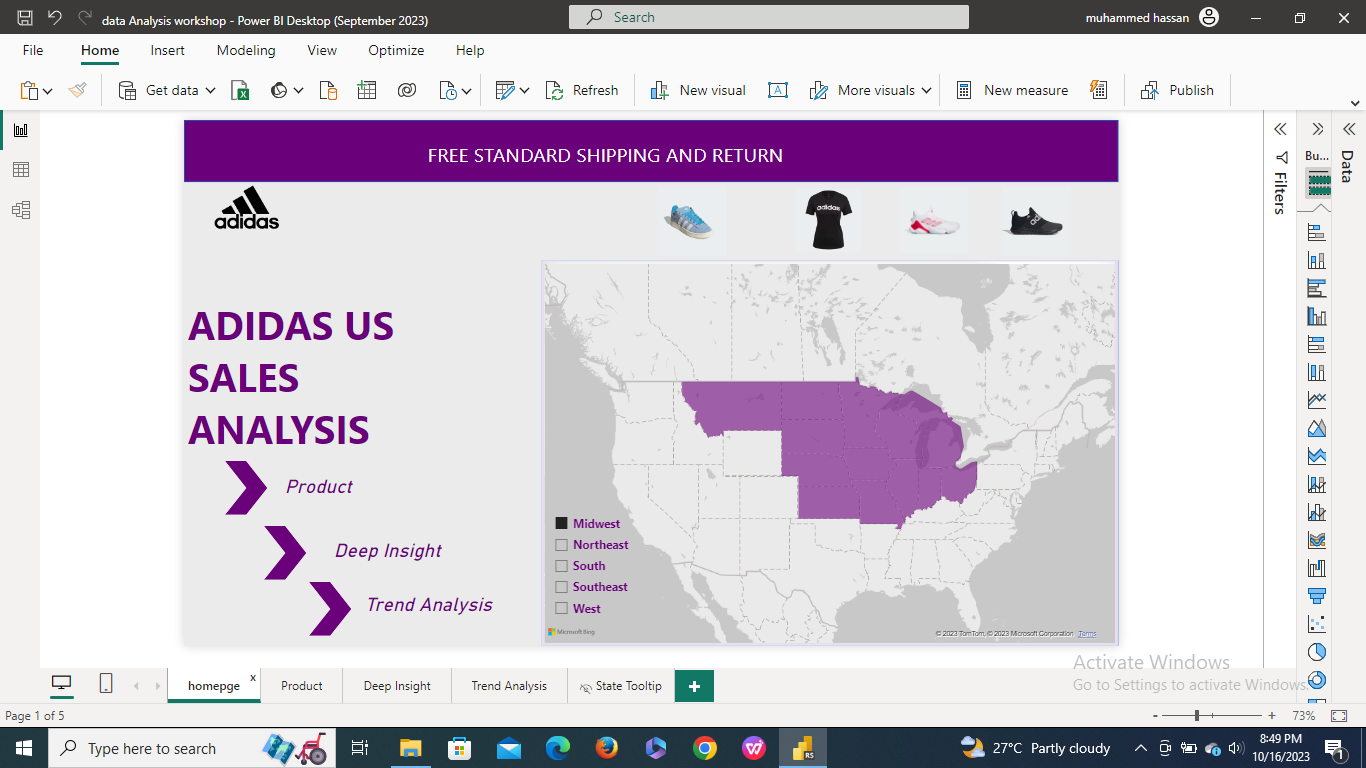 data Analysis workshop - Power BI Desktop (September 2023)
Search
muhammed hassan
File Home Insert Modeling View Optimize Help
Get data
Refresh
New visual
More visuals
New measure
Publish
FREE STANDARD SHIPPING AND RETURN
adidas
adidas
ADIDAS US
SALES
ANALYSIS
Product
Deep Insight
Trend Analysis
Midwest
Northeast
South
Southeast
West
Microsoft Bing
© 2023 TomTom, © 2023 Microsoft Corporation Terms
Filters
Bu...
Data
Activate Windows
Go to Settings to activate Windows.
homepge x
Product
Deep Insight
Trend Analysis
State Tooltip
+
Page 1 of 5
- + 73%
Type here to search
RS
27°C Partly cloudy
8:49 PM
10/16/2023
1